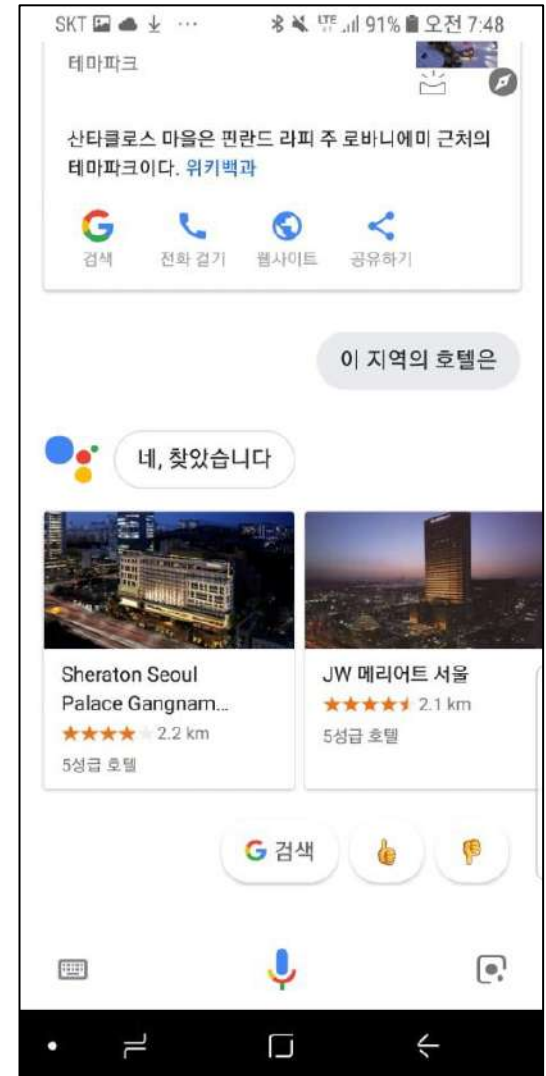 SKT ··· LTE 91% 오전 7:48
테마파크
산타클로스 마을은 핀란드 라피 주 로바니에미 근처의
테마파크이다. 위키백과
검색 전화 걸기 웹사이트 공유하기
이 지역의 호텔은
네, 찾았습니다
Sheraton Seoul
Palace Gangnam...
2.2 km
5성급 호텔
JW 메리어트 서울
2.1 km
5성급 호텔
G 검색